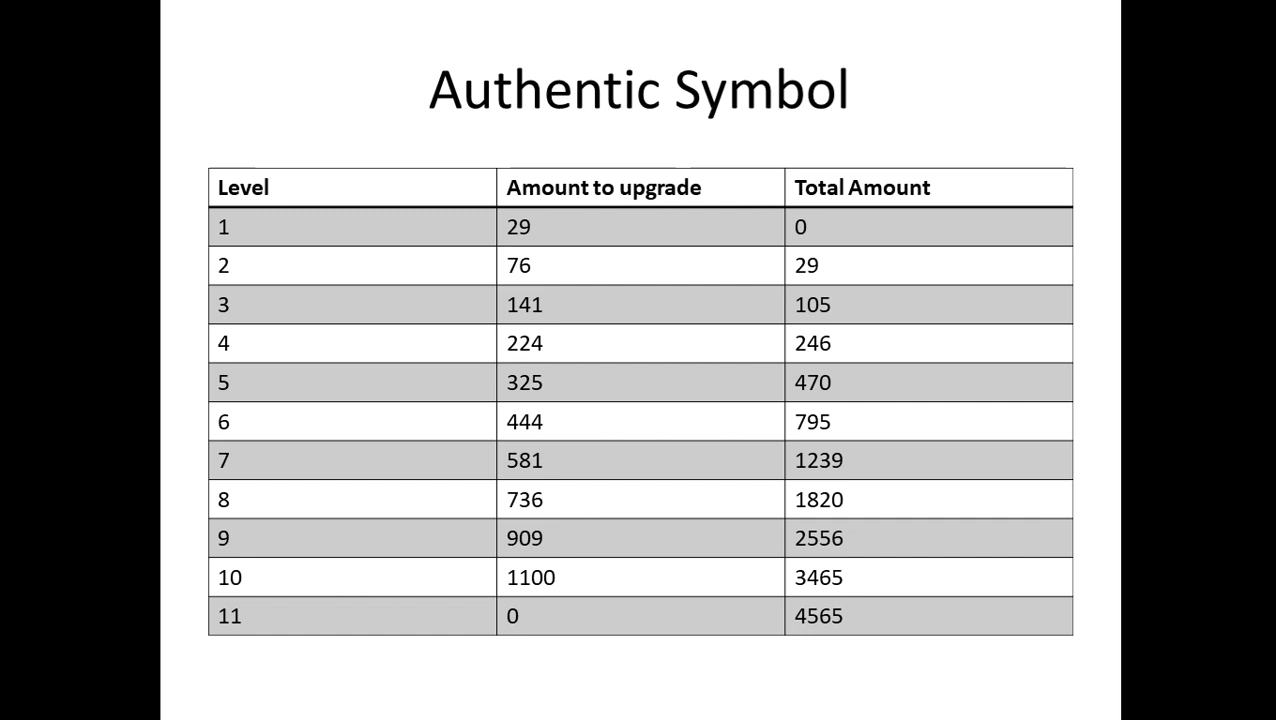 Authentic Symbol
Level Amount to upgrade Total Amount
1 29 0
2 76 29
3 141 105
4 224 246
5 325 470
6 444 795
7 581 1239
8 736 1820
9 909 2556
10 1100 3465
11 0 4565